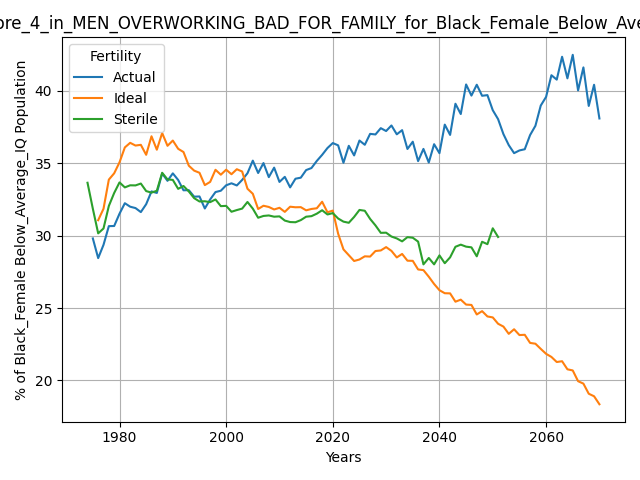 ore_4_in_MEN_OVERWORKING_BAD_FOR_FAMILY_for_Black_Female_Below_Ave
Fertility
Actual
Ideal
Sterile
% of Black_Female Below_Average_IQ Population
40
35
30
25
20
1980
2000
2020
2040
2060
Years